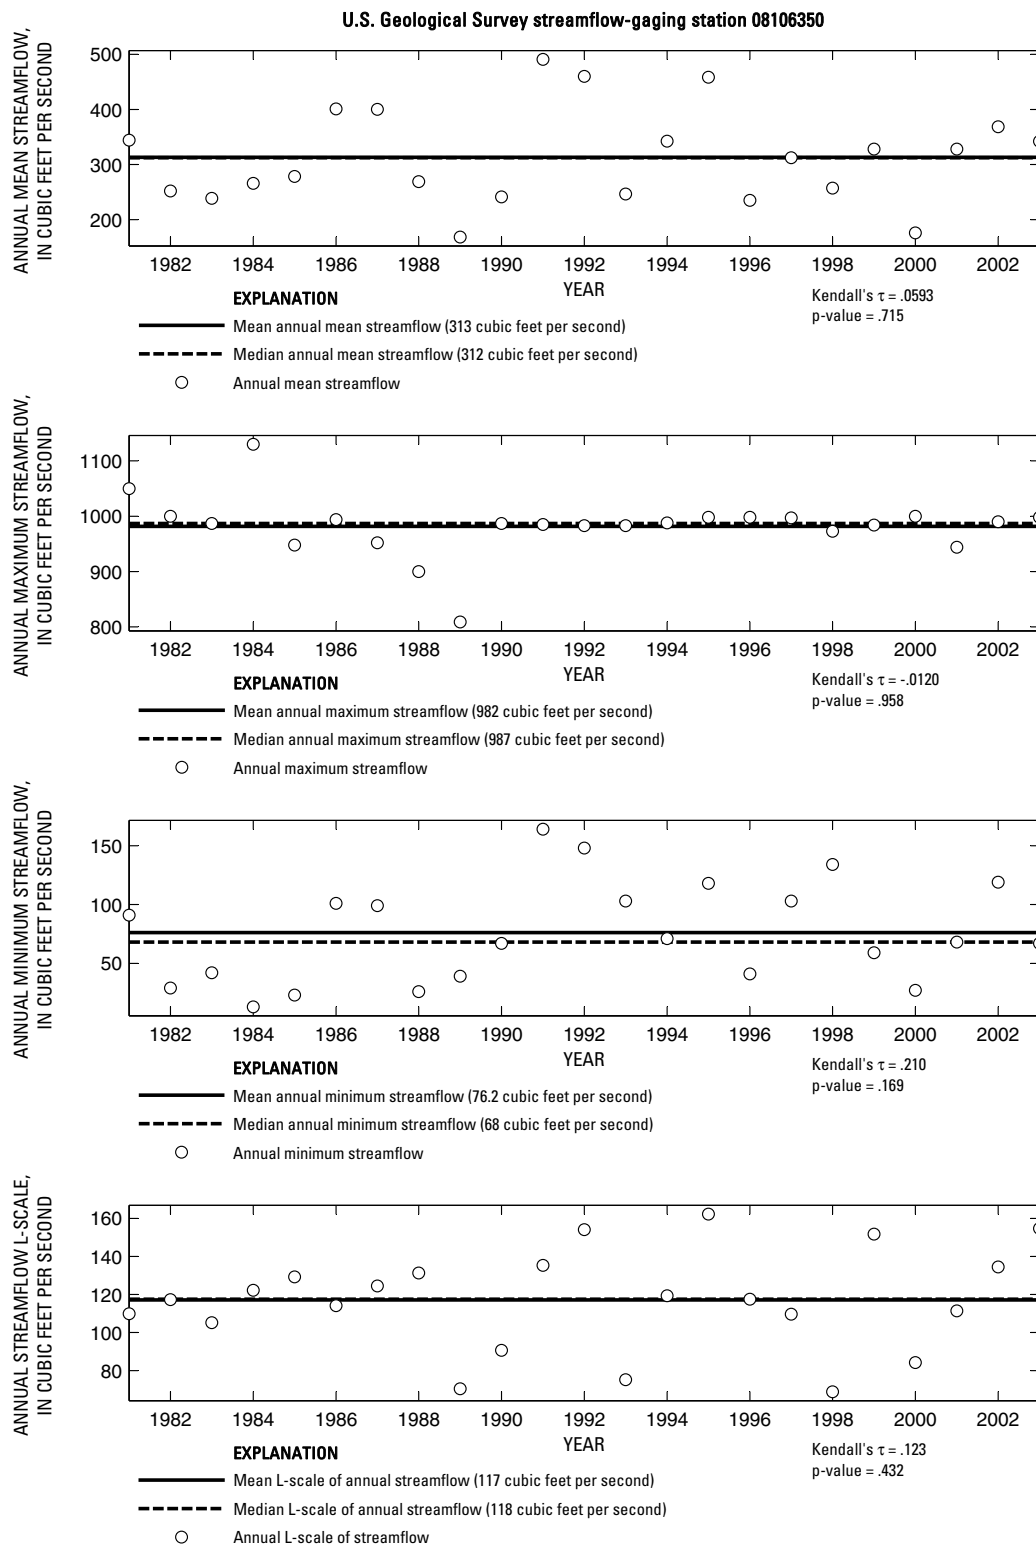 U.S. Geological Survey streamflow-gaging station 08106350
ANNUAL MEAN STREAMFLOW,
IN CUBIC FEET PER SECOND
500
400
300
200
1982 1984 1986 1988 1990 1992 1994 1996 1998 2000 2002
YEAR
EXPLANATION
Mean annual mean streamflow (313 cubic feet per second)
Median annual mean streamflow (312 cubic feet per second)
Annual mean streamflow
Kendall's τ = .0593
p-value = .715
ANNUAL MAXIMUM STREAMFLOW,
IN CUBIC FEET PER SECOND
1100
1000
900
800
1982 1984 1986 1988 1990 1992 1994 1996 1998 2000 2002
YEAR
EXPLANATION
Mean annual maximum streamflow (982 cubic feet per second)
Median annual maximum streamflow (987 cubic feet per second)
Annual maximum streamflow
Kendall's τ = -.0120
p-value = .958
ANNUAL MINIMUM STREAMFLOW,
IN CUBIC FEET PER SECOND
150
100
50
1982 1984 1986 1988 1990 1992 1994 1996 1998 2000 2002
YEAR
EXPLANATION
Mean annual minimum streamflow (76.2 cubic feet per second)
Median annual minimum streamflow (68 cubic feet per second)
Annual minimum streamflow
Kendall's τ = .210
p-value = .169
ANNUAL STREAMFLOW L-SCALE,
IN CUBIC FEET PER SECOND
160
140
120
100
80
1982 1984 1986 1988 1990 1992 1994 1996 1998 2000 2002
YEAR
EXPLANATION
Mean L-scale of annual streamflow (117 cubic feet per second)
Median L-scale of annual streamflow (118 cubic feet per second)
Annual L-scale of streamflow
Kendall's τ = .123
p-value = .432